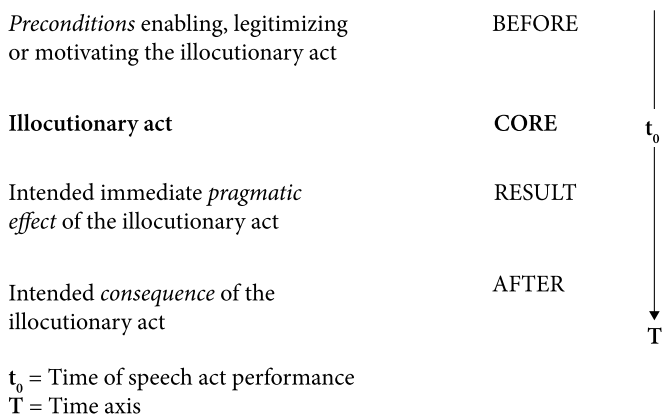 Preconditions enabling, legitimizing BEFORE
or motivating the illocutionary act
Illocutionary act CORE t₀
Intended immediate pragmatic RESULT
effect of the illocutionary act
Intended consequence of the AFTER
illocutionary act
T
t₀ = Time of speech act performance
T = Time axis